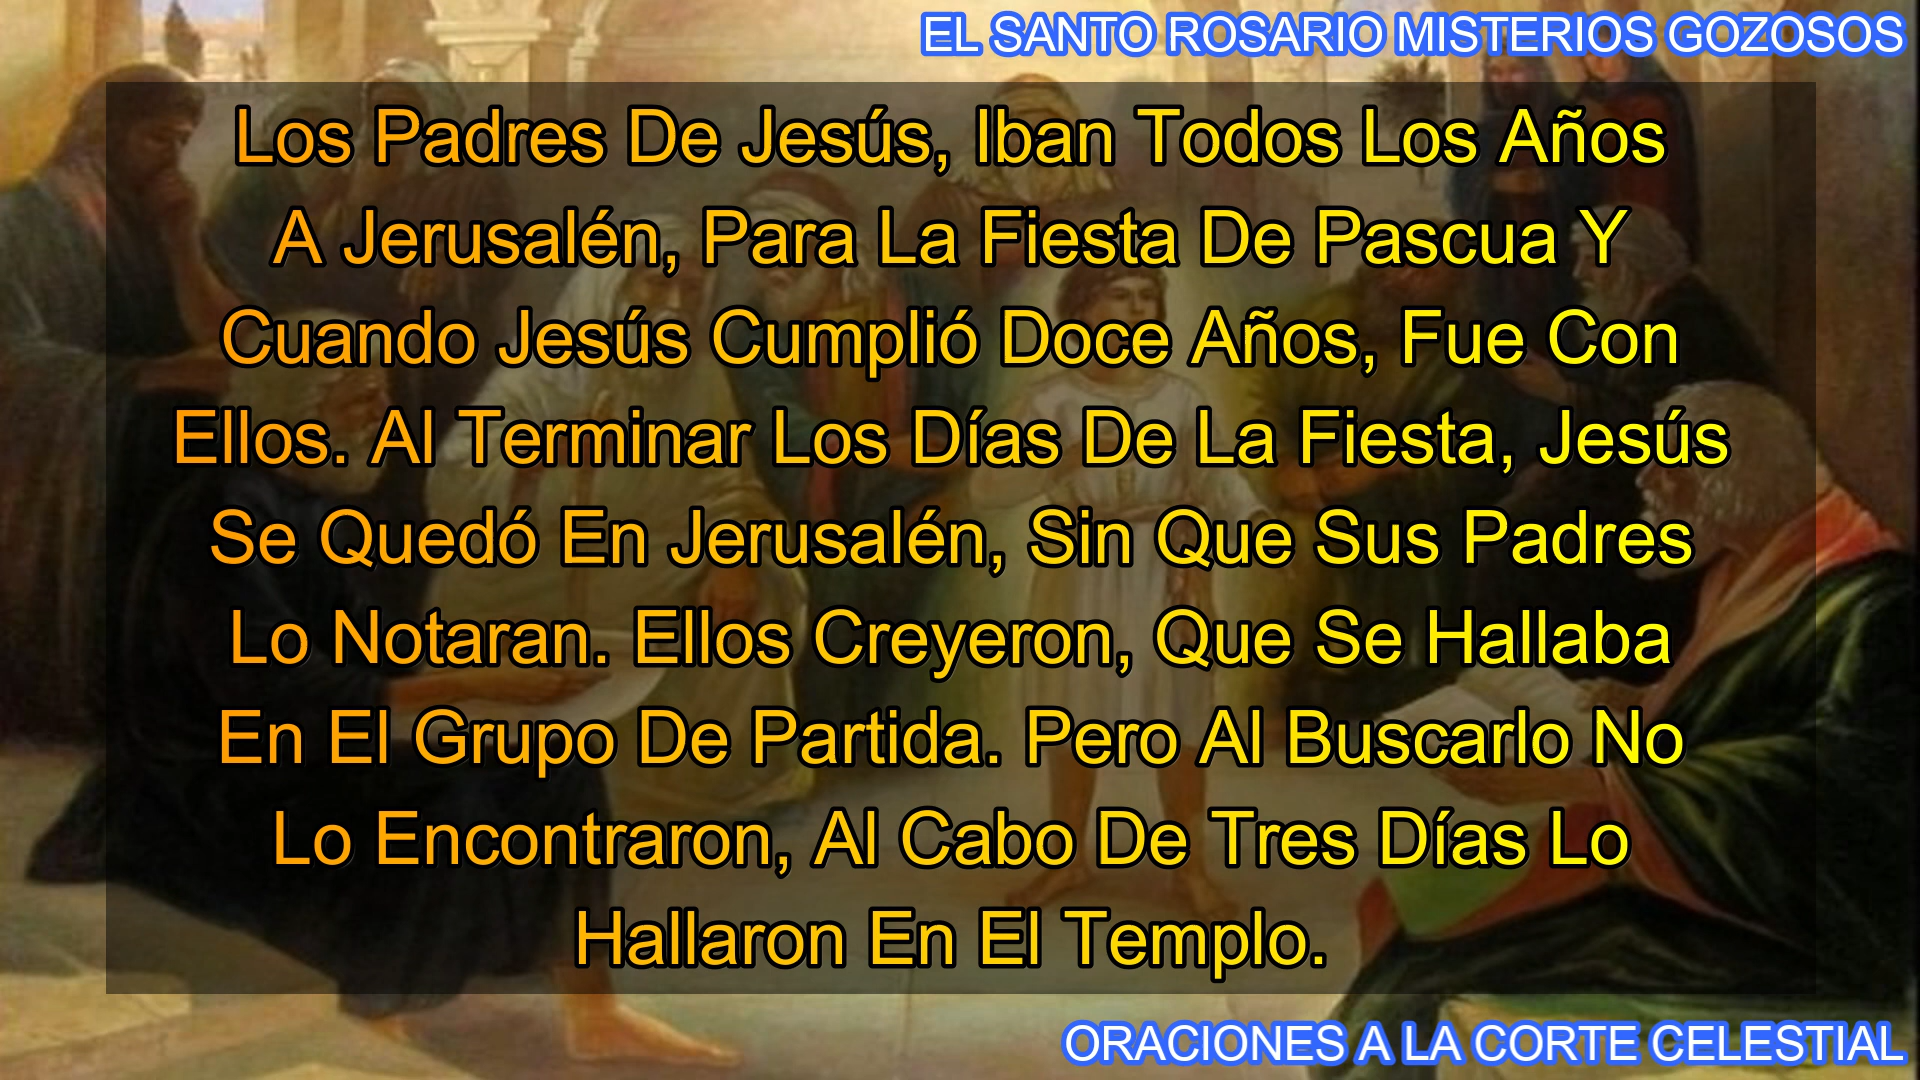 EL SANTO ROSARIO MISTERIOS GOZOSOS
Los Padres De Jesús, Iban Todos Los Años
A Jerusalén, Para La Fiesta De Pascua Y
Cuando Jesús Cumplió Doce Años, Fue Con
Ellos. Al Terminar Los Días De La Fiesta, Jesús
Se Quedó En Jerusalén, Sin Que Sus Padres
Lo Notaran. Ellos Creyeron, Que Se Hallaba
En El Grupo De Partida. Pero Al Buscarlo No
Lo Encontraron, Al Cabo De Tres Días Lo
Hallaron En El Templo.
ORACIONES A LA CORTE CELESTIAL